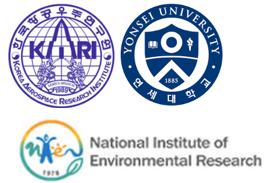 한국항공우주연구원
KARI
KOREA AEROSPACE RESEARCH INSTITUTE
YONSEI UNIVERSITY
1885
연세대학교
1978
National Institute of
Environmental Research